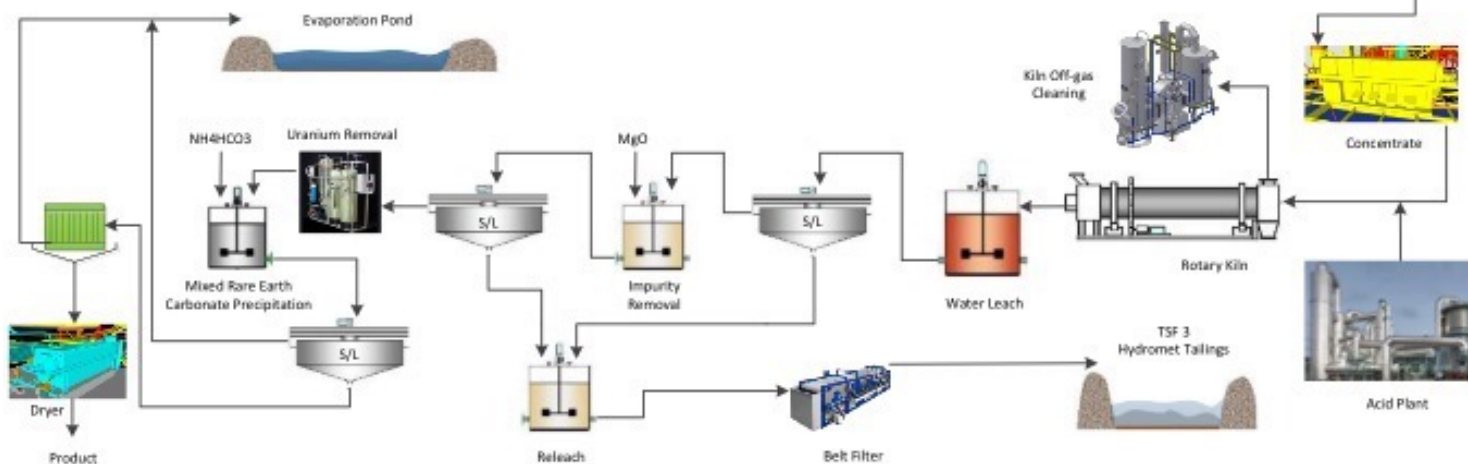 Evaporation Pond
Kiln Off-gas
Cleaning
Concentrate
NH4HCO3
Uranium Removal
MgO
S/L
S/L
Mixed Rare Earth
Carbonate Precipitation
Impurity
Removal
Water Leach
Rotary Kiln
S/L
TSF 3
Hydromet Tailings
Dryer
Acid Plant
Product
Releach
Belt Filter